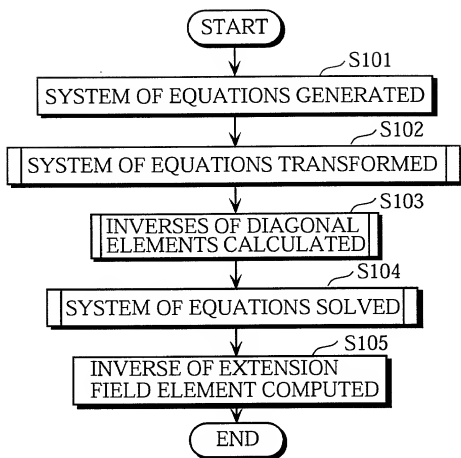 START
S101
SYSTEM OF EQUATIONS GENERATED
S102
SYSTEM OF EQUATIONS TRANSFORMED
S103
INVERSES OF DIAGONAL
ELEMENTS CALCULATED
S104
SYSTEM OF EQUATIONS SOLVED
S105
INVERSE OF EXTENSION
FIELD ELEMENT COMPUTED
END